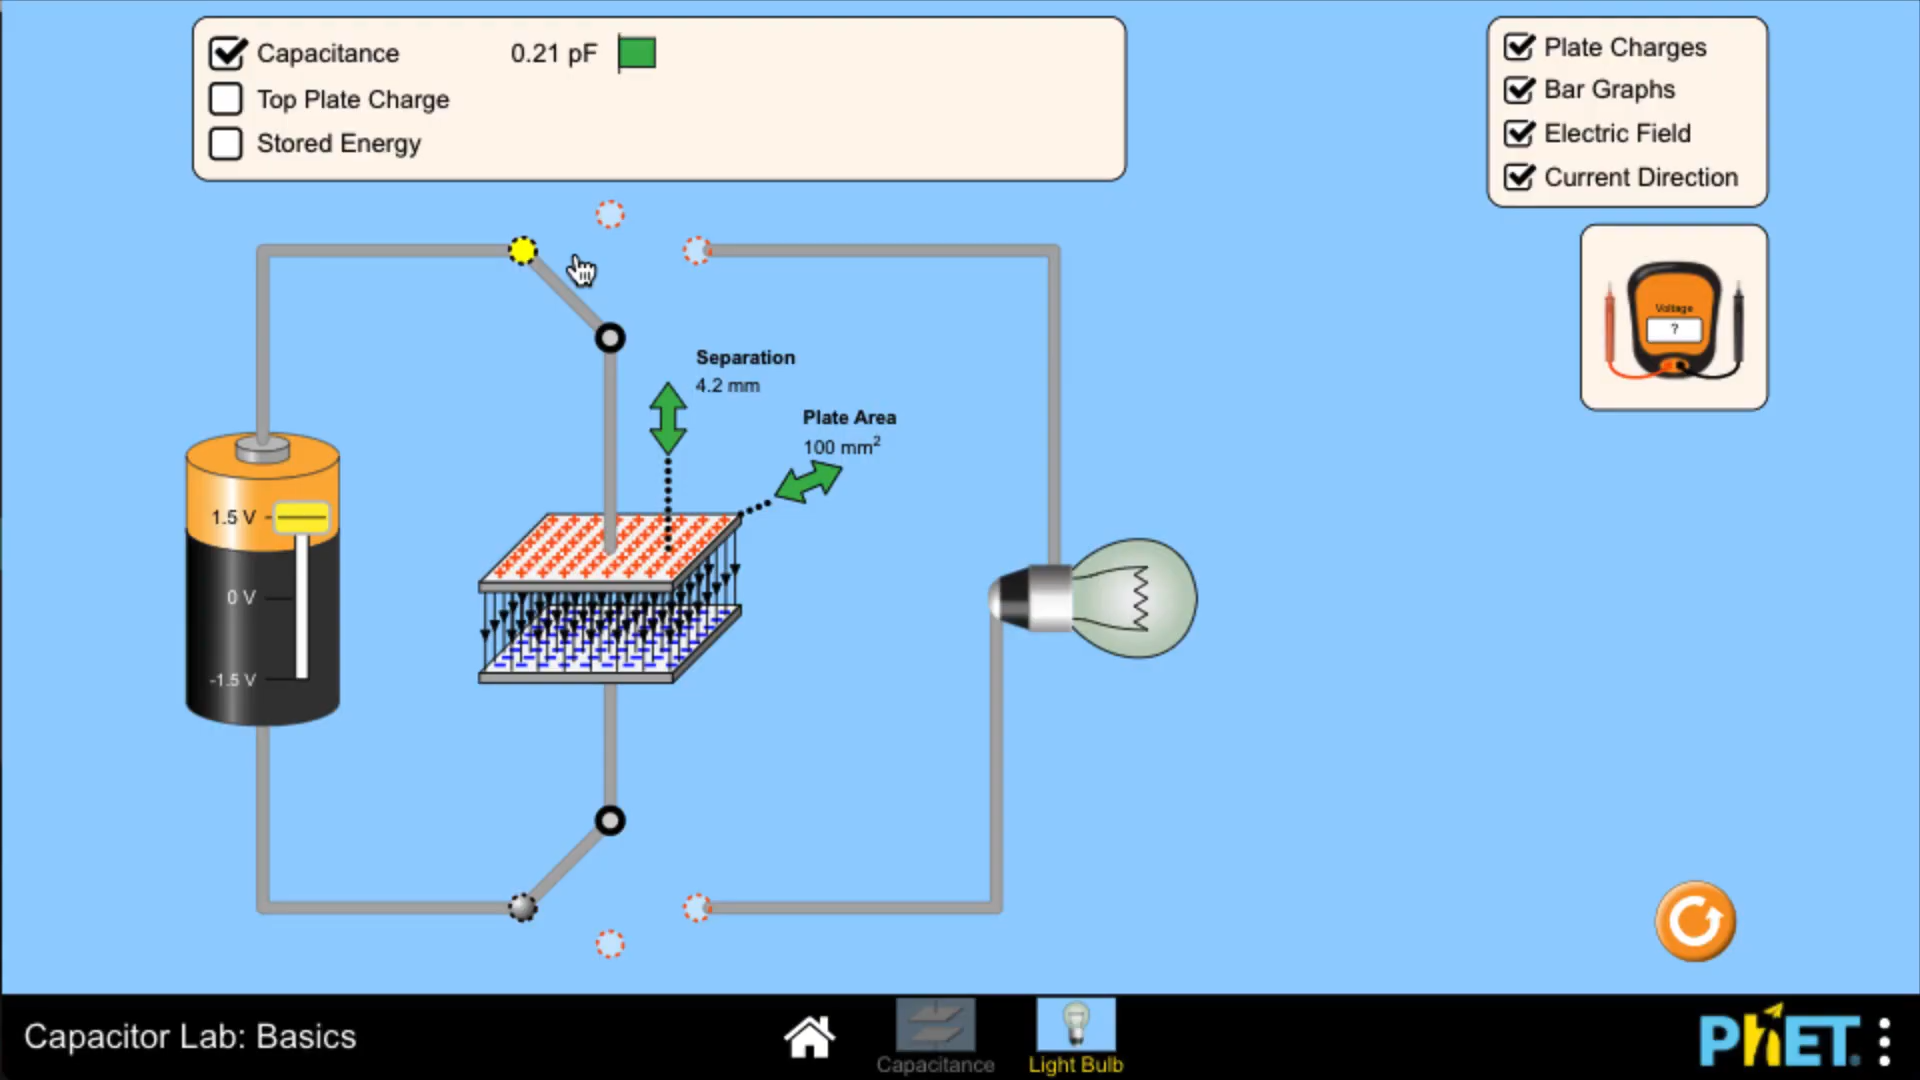 Capacitance 0.21 pF
Top Plate Charge
Stored Energy
Plate Charges
Bar Graphs
Electric Field
Current Direction
Voltage
?
Separation
4.2 mm
Plate Area
100 mm²
1.5 V
0 V
-1.5 V
Capacitor Lab: Basics
Capacitance
Light Bulb
PhET